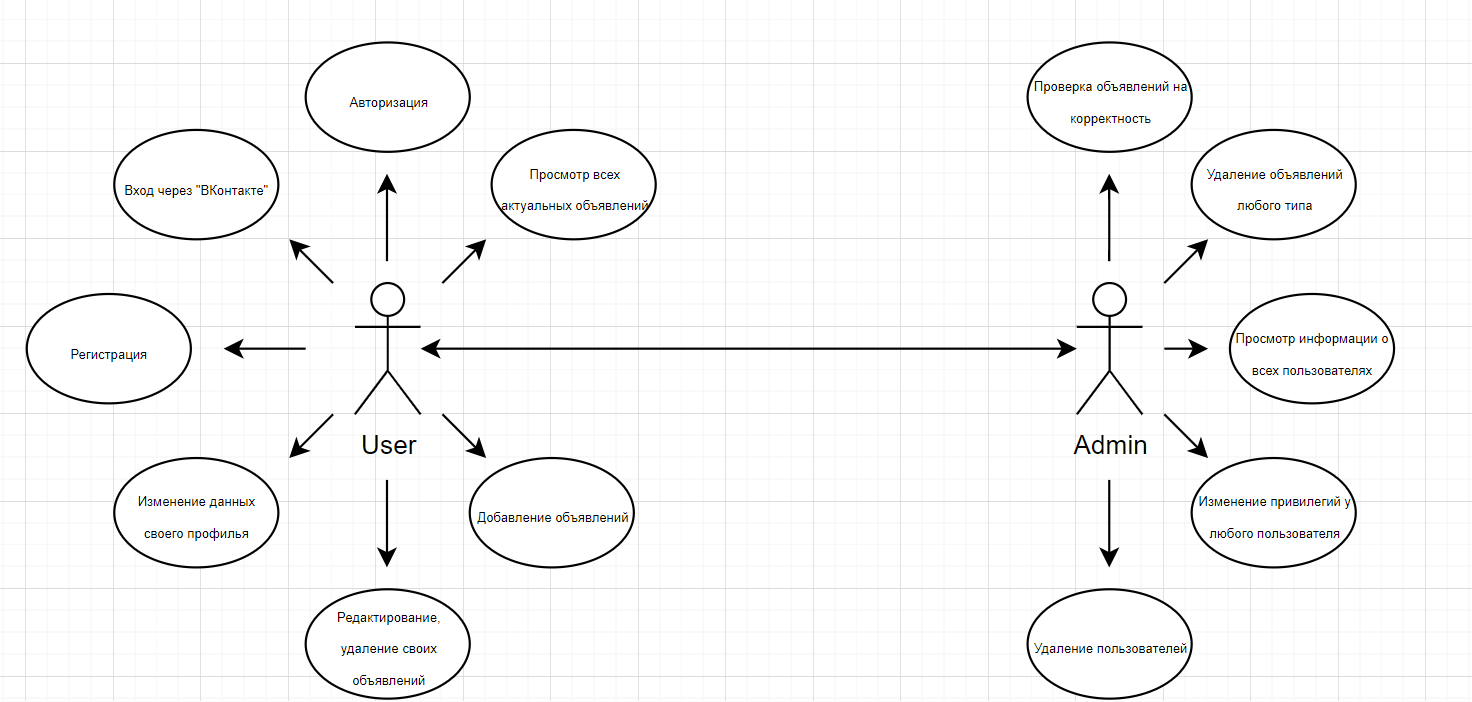 Авторизация
Вход через "ВКонтакте"
Просмотр всех
актуальных объявлений
Регистрация
User
Изменение данных
своего профилья
Добавление объявлений
Редактирование,
удаление своих
объявлений
Проверка объявлений на
корректность
Удаление объявлений
любого типа
Просмотр информации о
всех пользователях
Admin
Изменение привилегий у
любого пользователя
Удаление пользователей